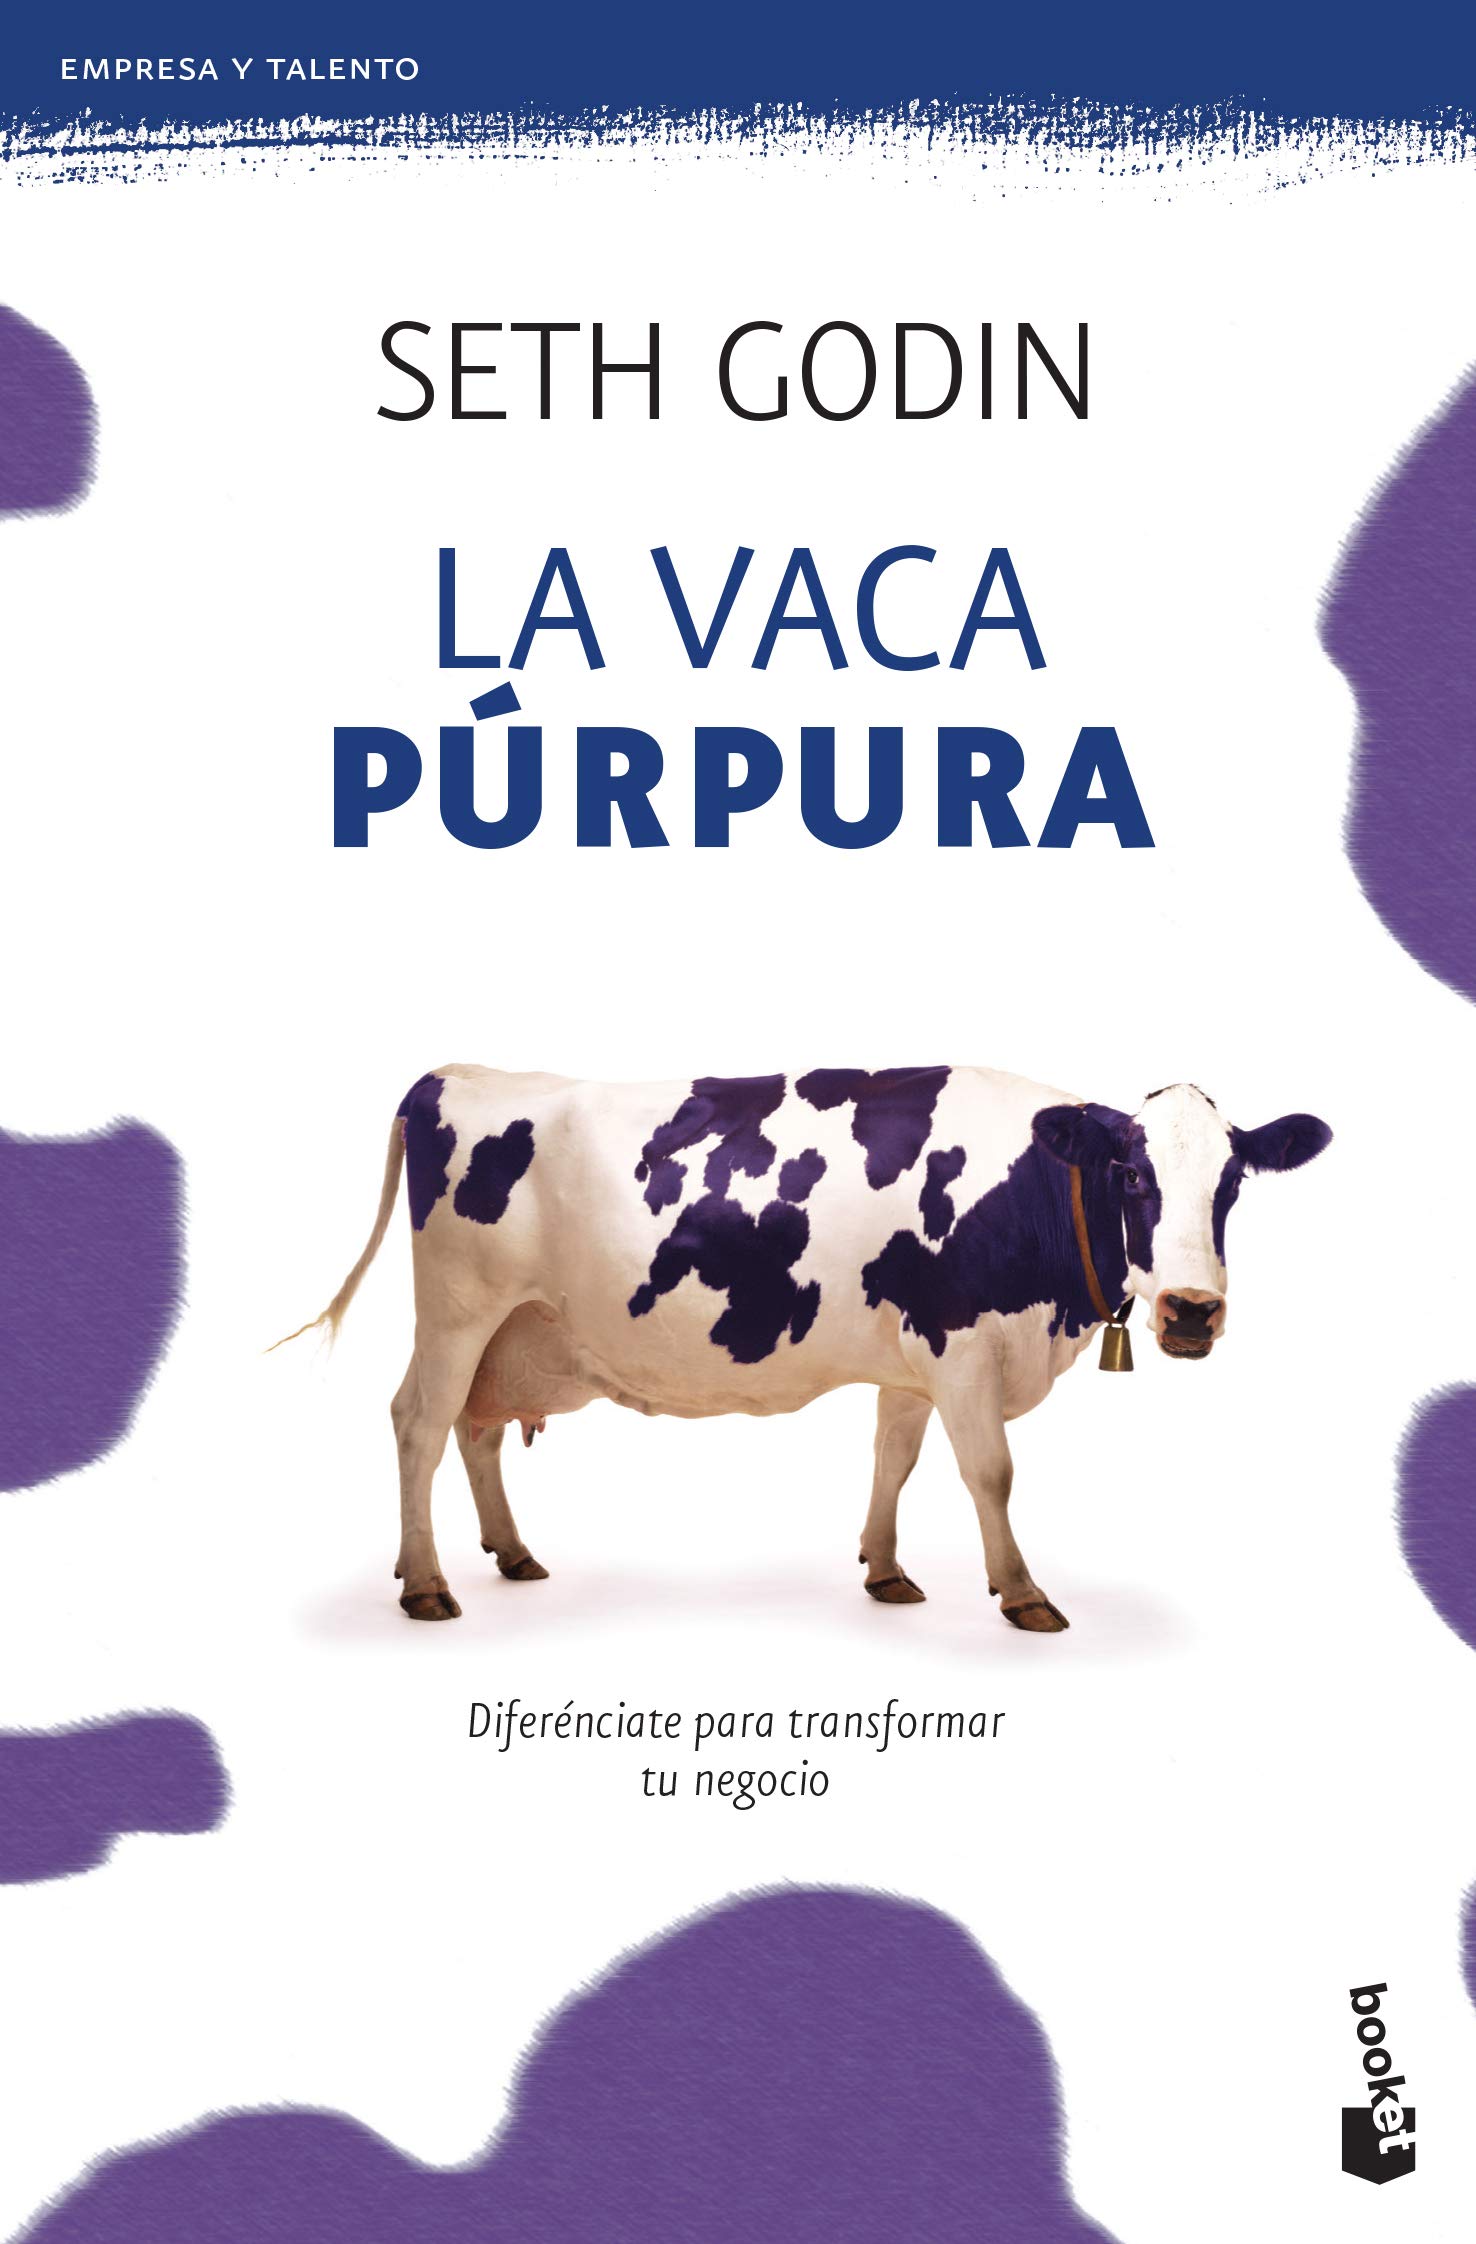 EMPRESA Y TALENTO
SETH GODIN
LA VACA
PÚRPURA
Diferénciate para transformar
tu negocio
booket